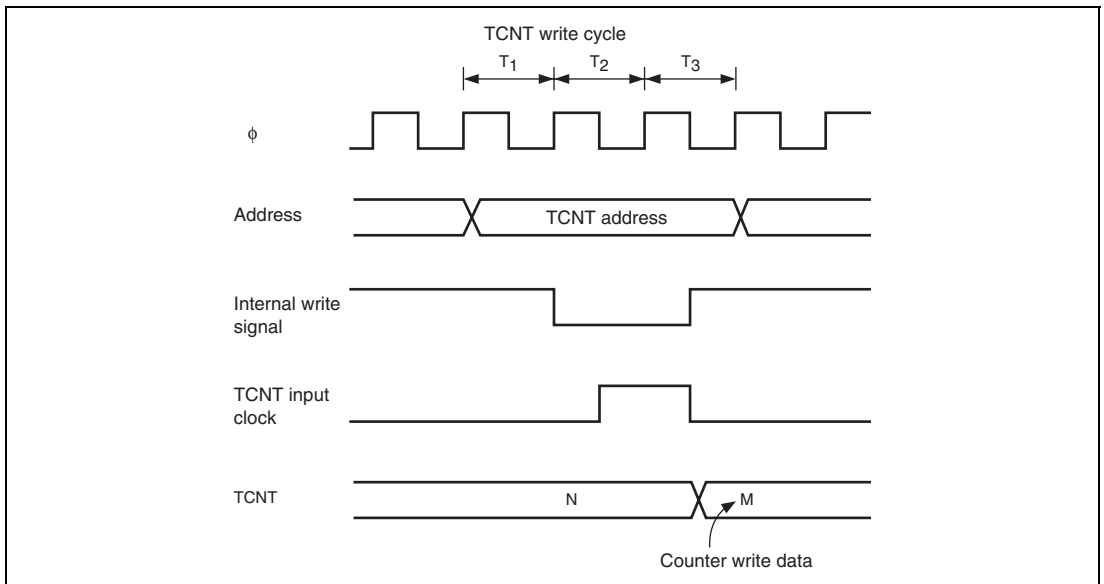 TCNT write cycle
T1 T2 T3
ϕ
Address
TCNT address
Internal write
signal
TCNT input
clock
TCNT
N
M
Counter write data